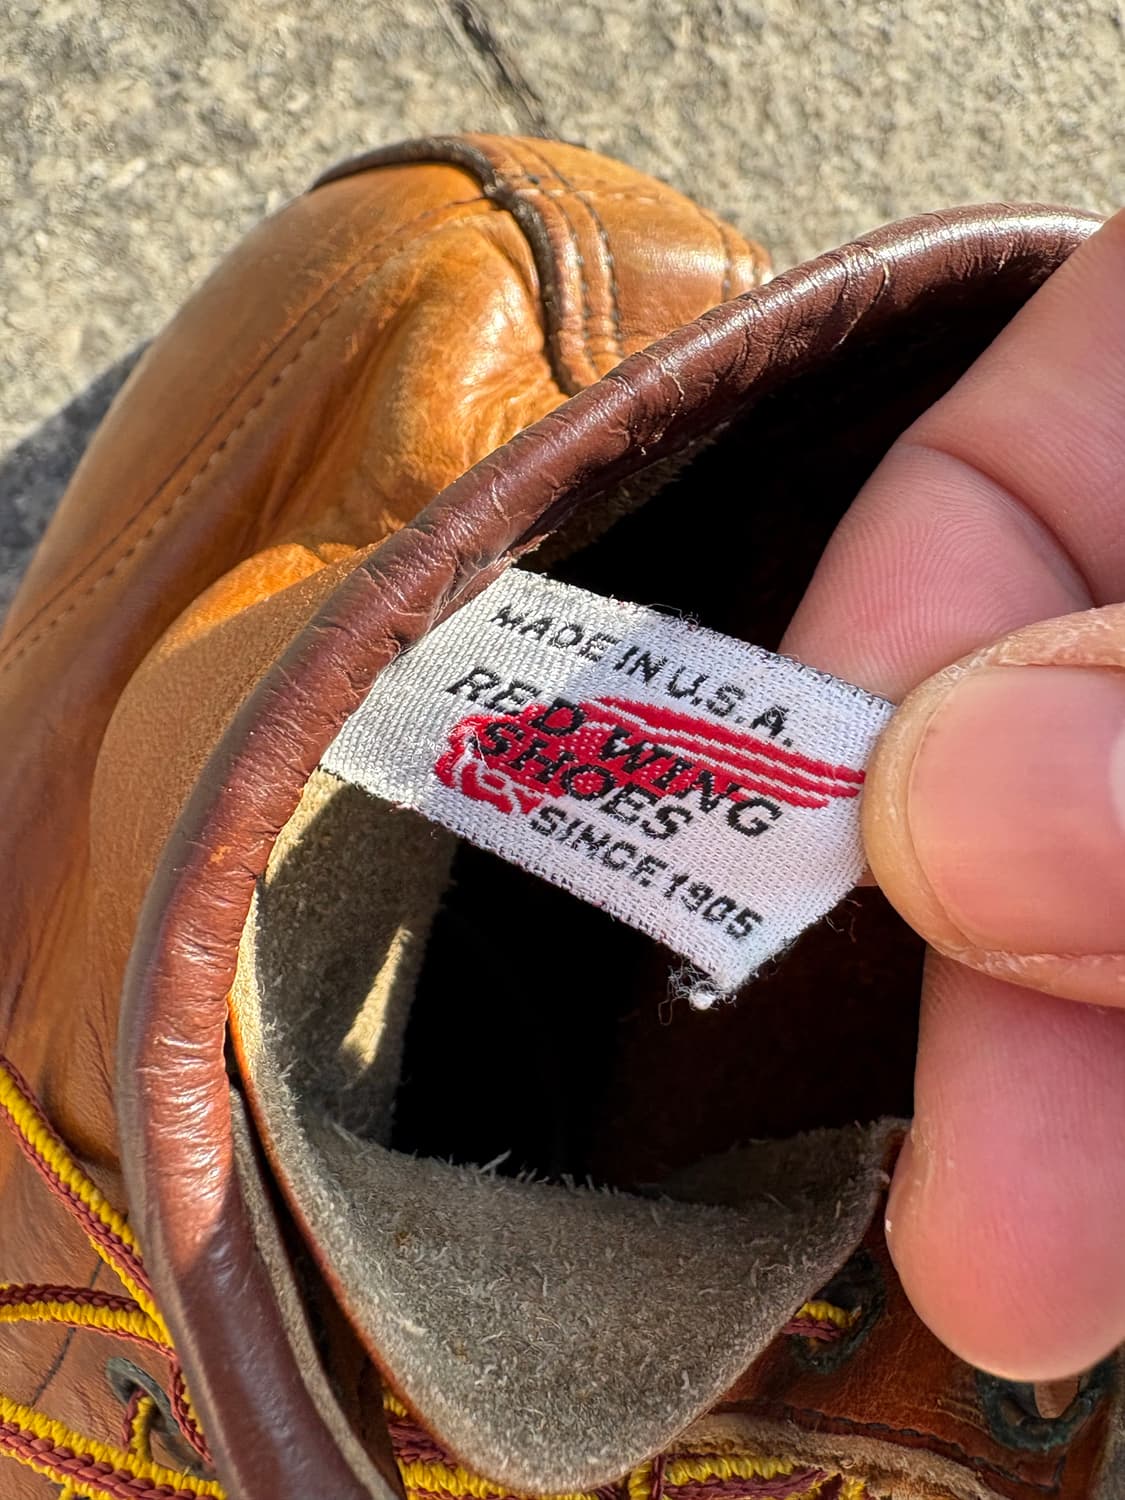 MADE IN U.S.A.
RED WING
SHOES
SINCE 1905